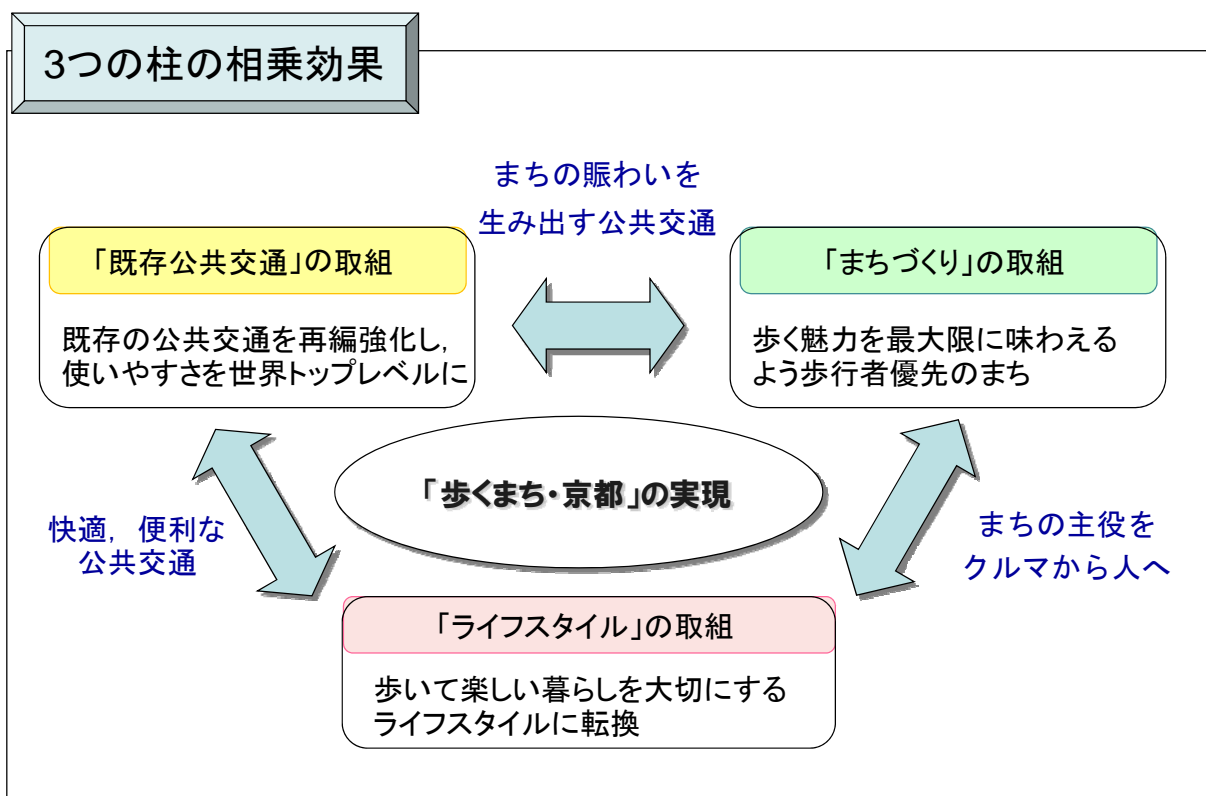 3つの柱の相乗効果
まちの賑わいを
生み出す公共交通
「既存公共交通」の取組
既存の公共交通を再編強化し,
使いやすさを世界トップレベルに
「まちづくり」の取組
歩く魅力を最大限に味わえる
よう歩行者優先のまち
「歩くまち・京都」の実現
快適, 便利な
公共交通
まちの主役を
クルマから人へ
「ライフスタイル」の取組
歩いて楽しい暮らしを大切にする
ライフスタイルに転換